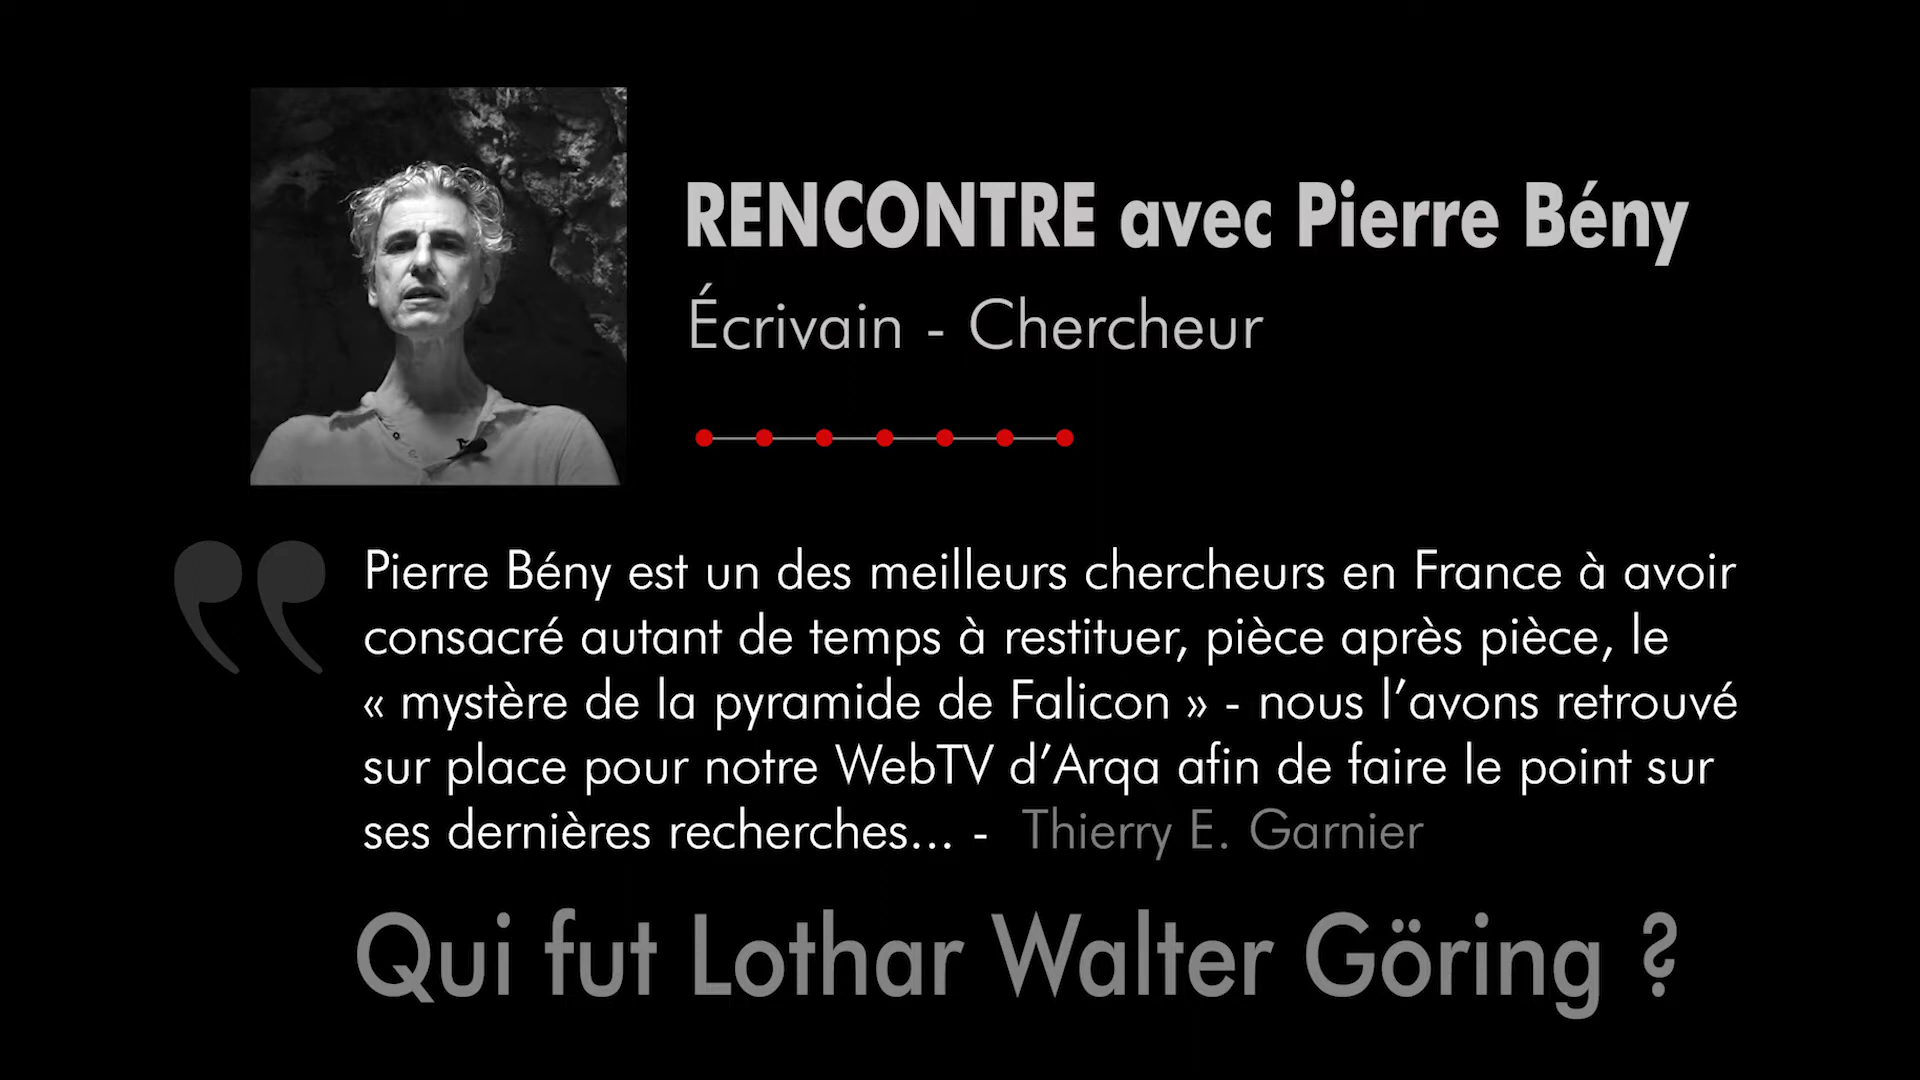 RENCONTRE avec Pierre Bény
Écrivain - Chercheur
Pierre Bény est un des meilleurs chercheurs en France à avoir
consacré autant de temps à restituer, pièce après pièce, le
« mystère de la pyramide de Falicon » - nous l’avons retrouvé
sur place pour notre WebTV d’Arqa afin de faire le point sur
ses dernières recherches... - Thierry E. Garnier
Qui fut Lothar Walter Göring ?